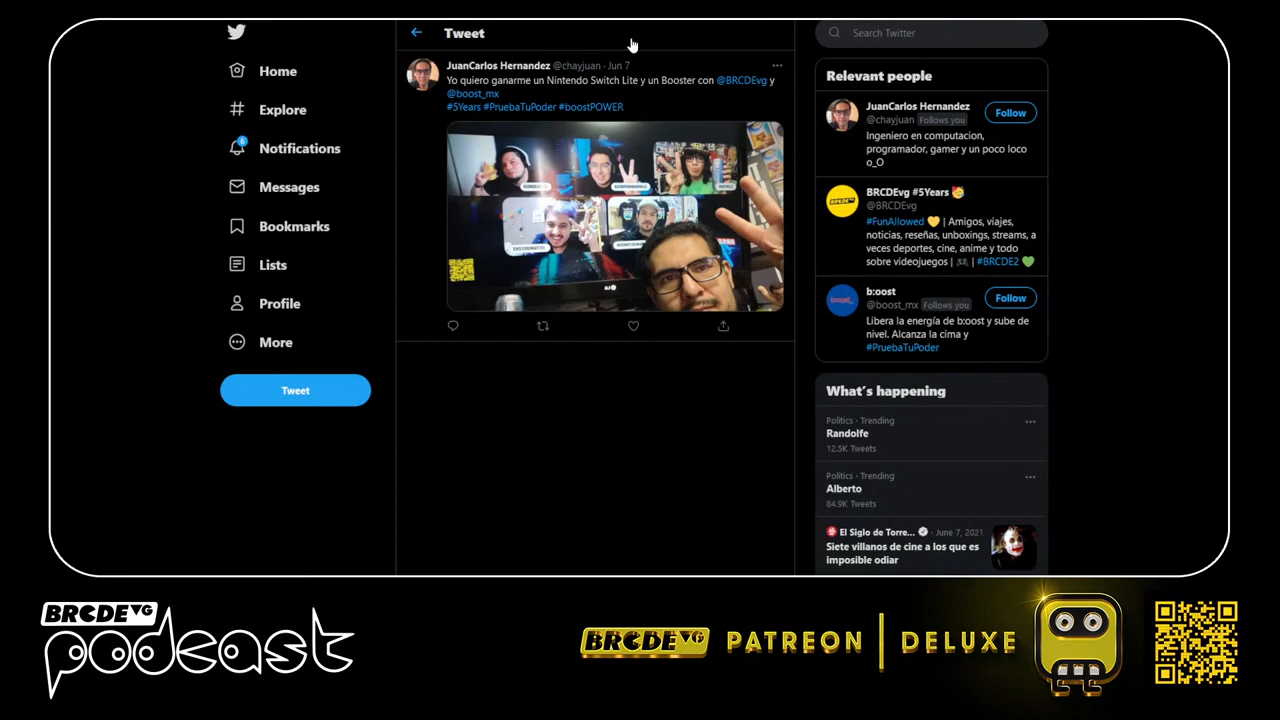 Home
Explore
6
Notifications
Messages
Bookmarks
Lists
Profile
More
Tweet
Tweet
JuanCarlos Hernandez @chayjuan · Jun 7
Yo quiero ganarme un Nintendo Switch Lite y un Booster con @BRCDEvg y
@boost_mx
#5Years #PruebaTuPoder #boostPOWER
Search Twitter
Relevant people
JuanCarlos Hernandez
@chayjuan Follows you
Follow
Ingeniero en computacion,
programador, gamer y un poco loco
o_O
BRCDEvg #5Years 🥳
@BRCDEvg
#FunAllowed 💛 | Amigos, viajes,
noticias, reseñas, unboxings, streams, a
veces deportes, cine, anime y todo
sobre videojuegos | 🎮 | #BRCDE2 💚
boost_
b:oost
@boost_mx Follows you
Follow
Libera la energía de b:oost y sube de
nivel. Alcanza la cima y
#PruebaTuPoder
What's happening
Politics · Trending
Randolfe
12.5K Tweets
Politics · Trending
Alberto
84.9K Tweets
El Siglo de Torre... · June 7, 2021
Siete villanos de cine a los que es
imposible odiar
BRCDEVG
podcast
BRCDEVG PATREON | DELUXE